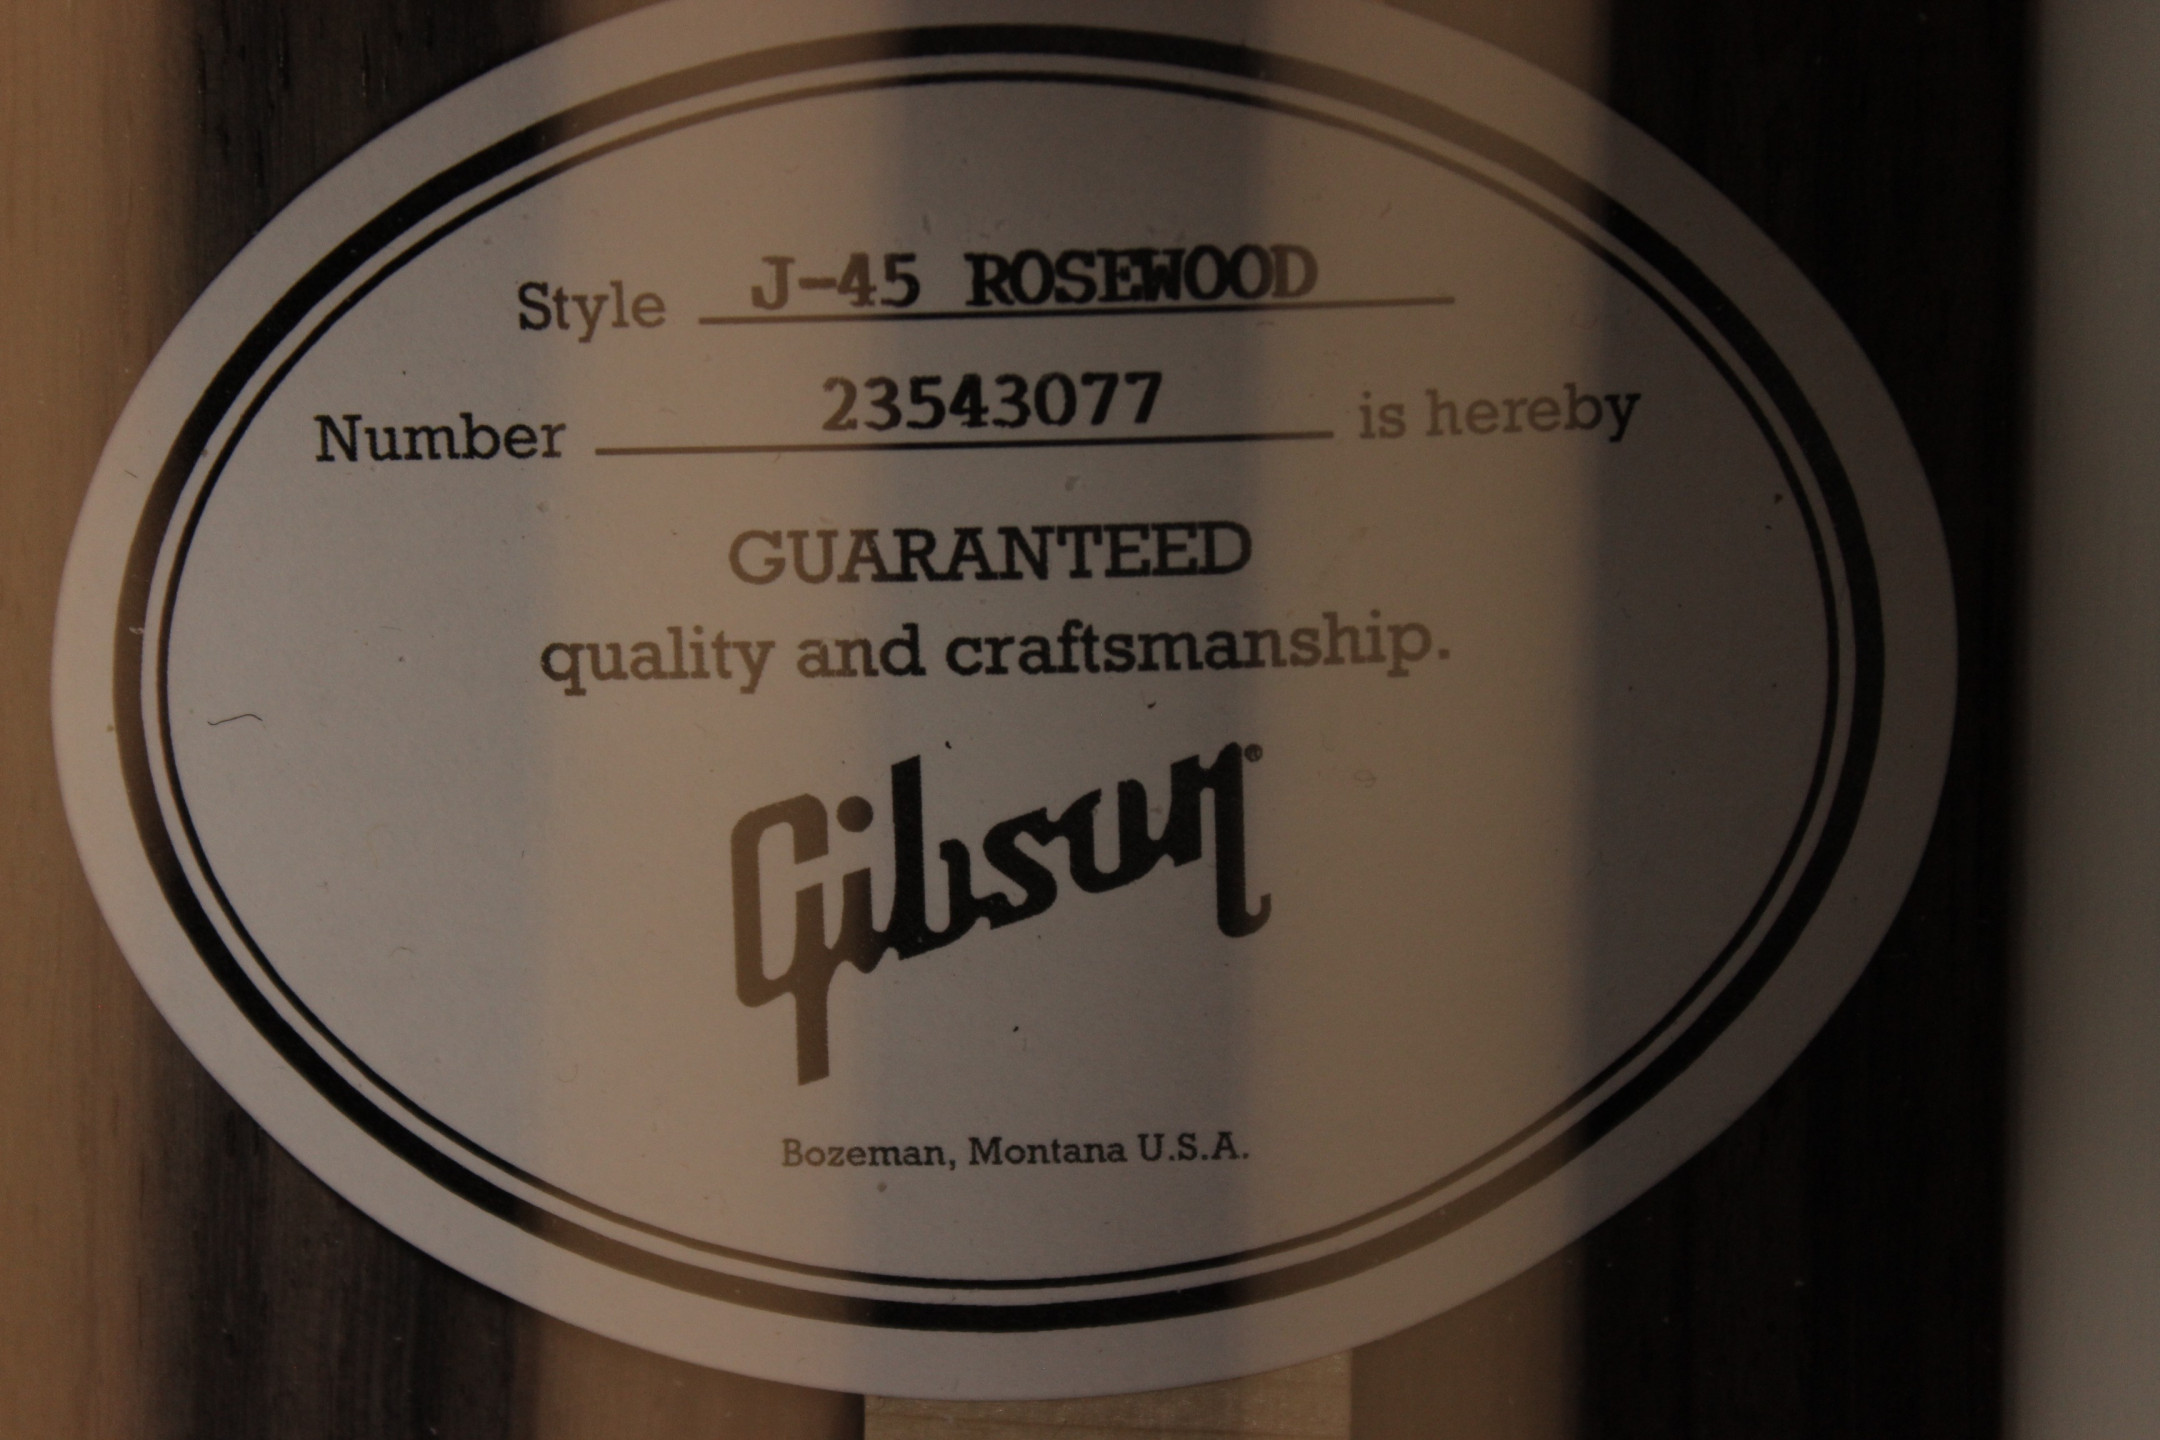 Style J-45 ROSEWOOD
Number 23543077 is hereby
GUARANTEED
quality and craftsmanship.
Gibson®
Bozeman, Montana U.S.A.